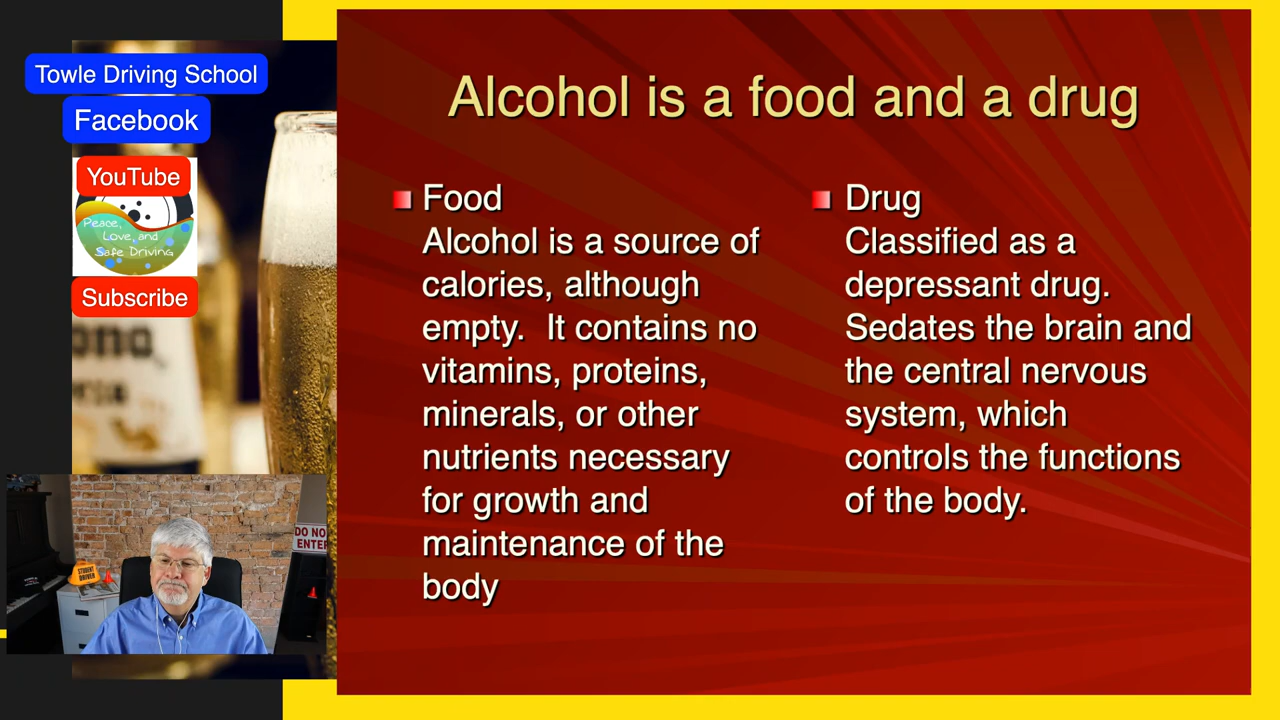 Towle Driving School
Facebook
YouTube
Peace,
Love, and
Safe Driving
Subscribe
STUDENT
DRIVER
DO NO
ENTER
Alcohol is a food and a drug
Food
Alcohol is a source of
calories, although
empty.  It contains no
vitamins, proteins,
minerals, or other
nutrients necessary
for growth and
maintenance of the
body
Drug
Classified as a
depressant drug.
Sedates the brain and
the central nervous
system, which
controls the functions
of the body.